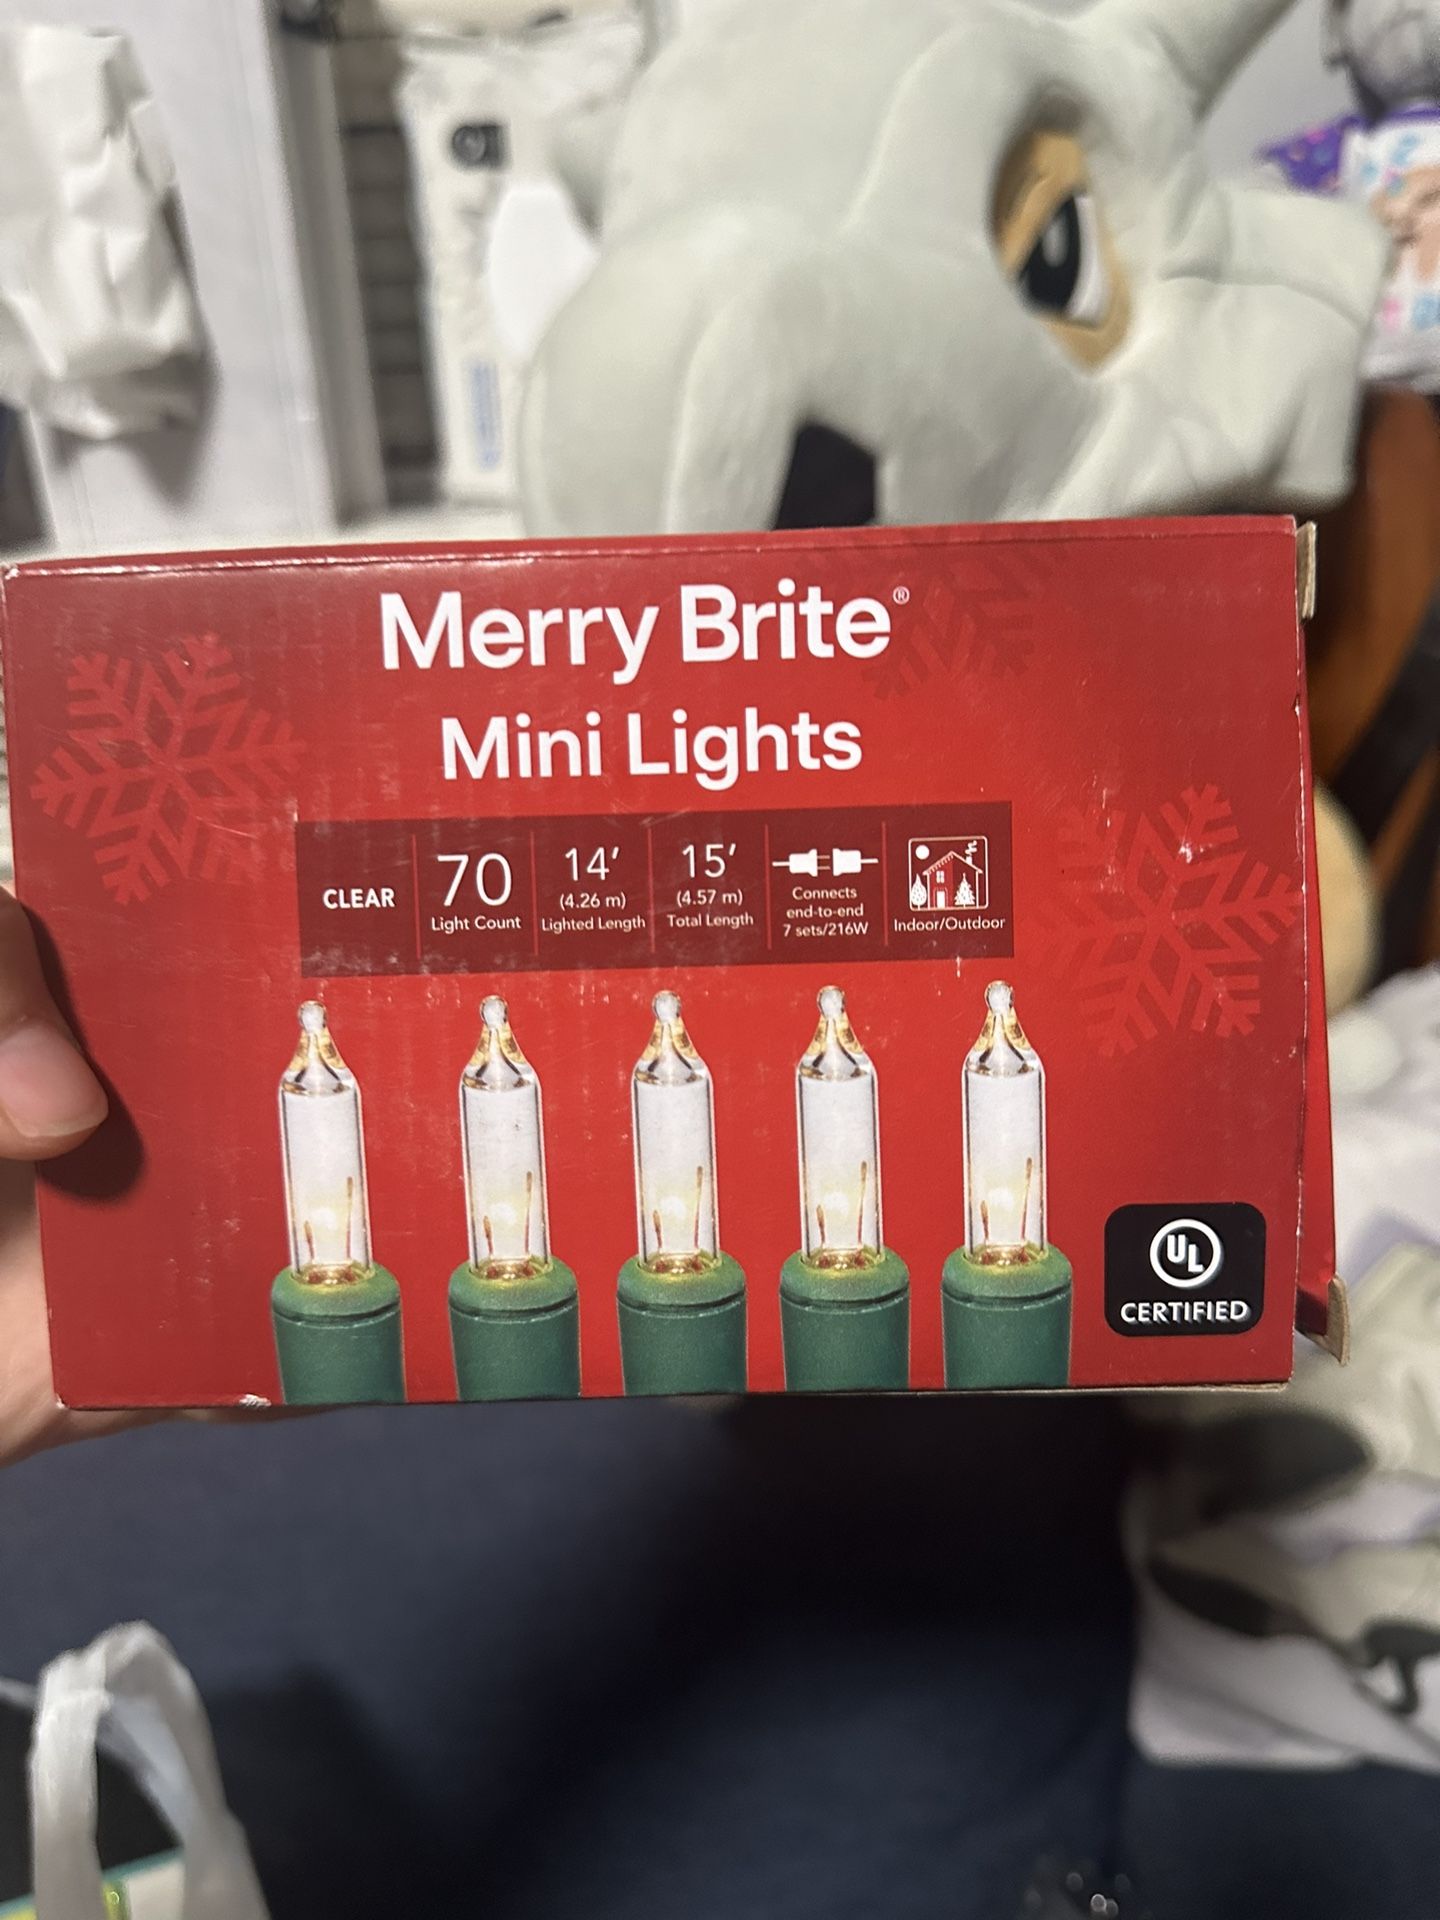 Merry Brite®
Mini Lights
CLEAR
70
Light Count
14′
(4.26 m)
Lighted Length
15′
(4.57 m)
Total Length
Connects
end-to-end
7 sets/216W
Indoor/Outdoor
UL
CERTIFIED